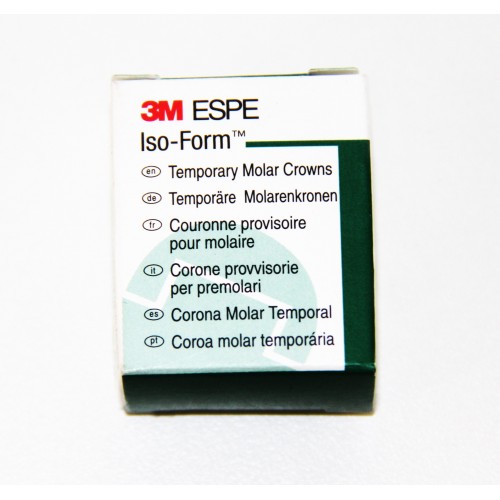 3M ESPE
Iso-Form™
en Temporary Molar Crowns
de Temporäre Molarenkronen
fr Couronne provisoire
pour molaire
it Corone provvisorie
per premolari
es Corona Molar Temporal
pt Coroa molar temporária